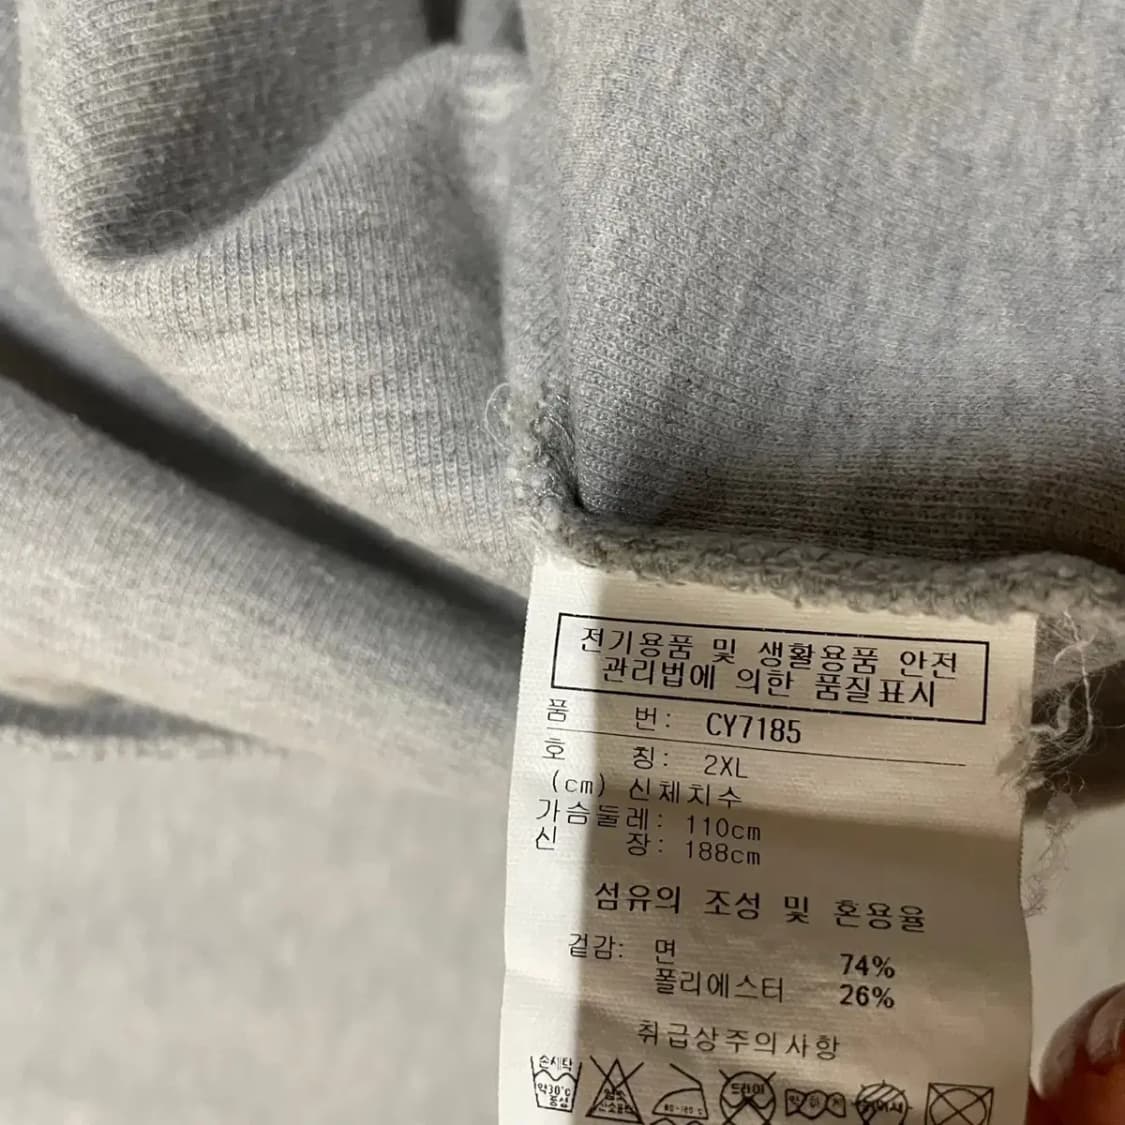 전기용품 및 생활용품 안전
관리법에 의한 품질표시
품 번: CY7185
호 칭: 2XL
(cm) 신체치수
가슴둘레: 110cm
신 장: 188cm
섬유의 조성 및 혼용율
겉감: 면 74%
폴리에스터 26%
취급상주의사항
손세탁
약30°C
중성
드라이